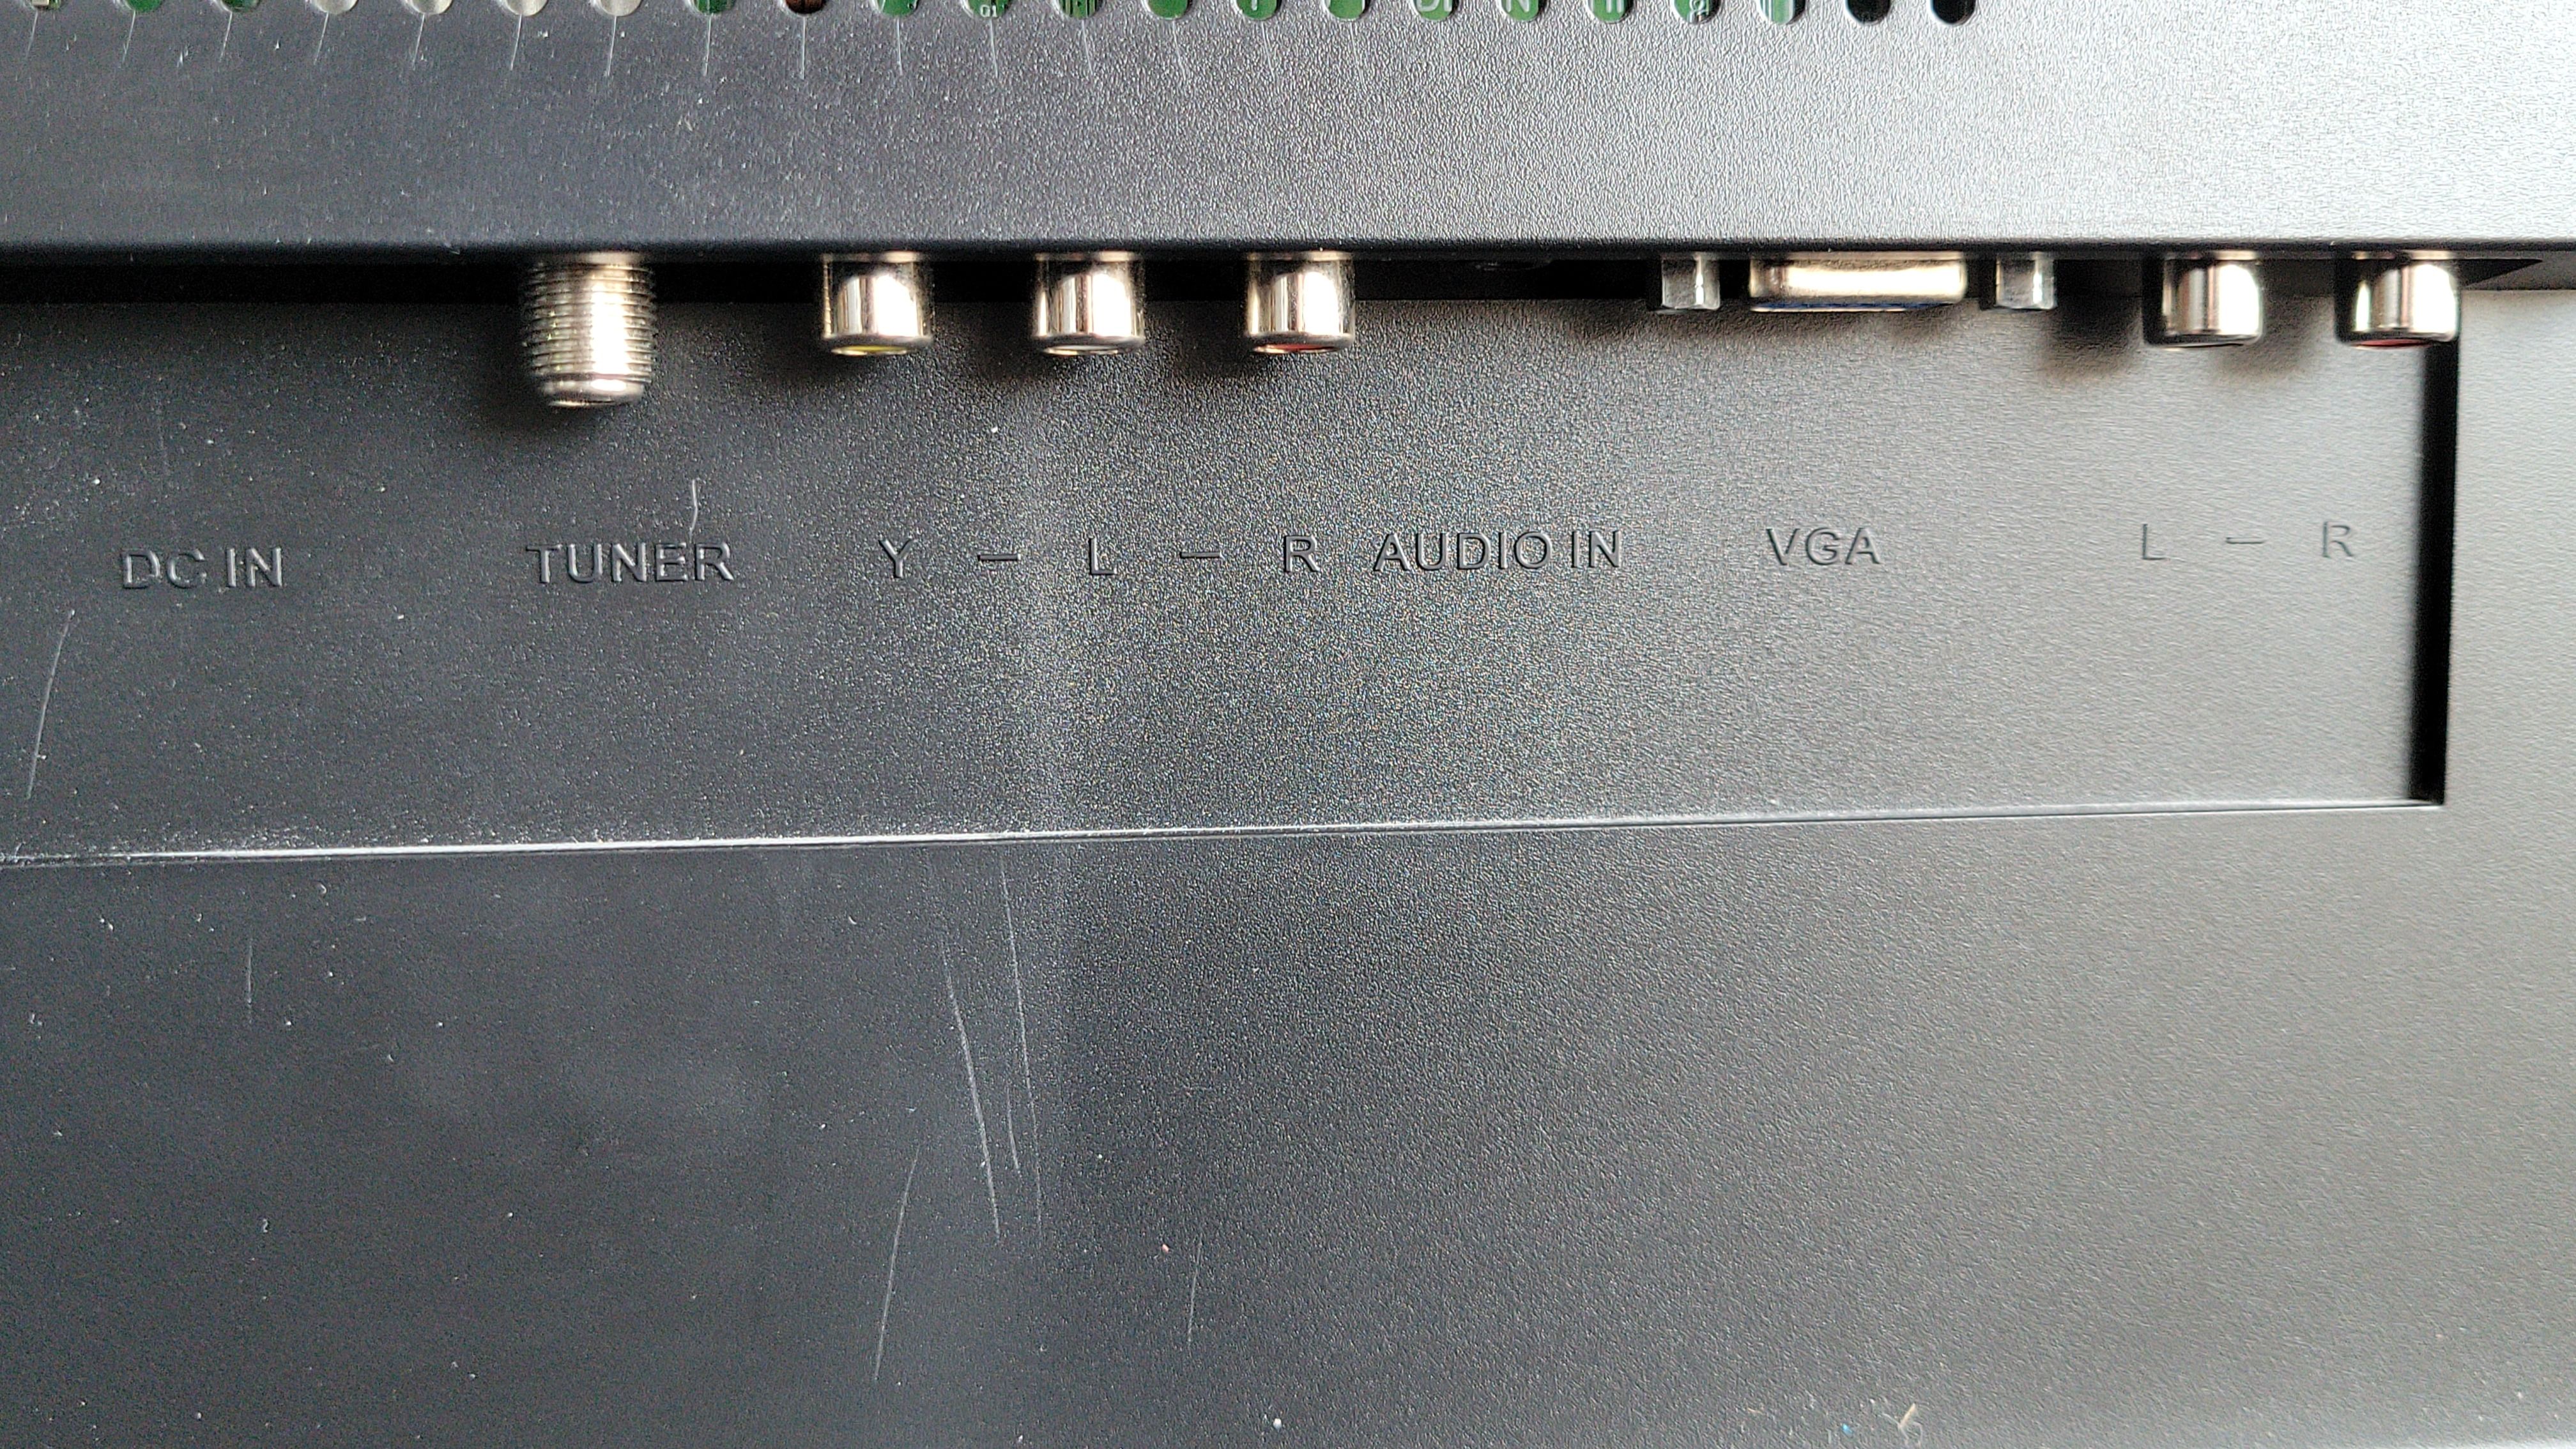 DC IN TUNER Y - L - R AUDIO IN VGA L - R